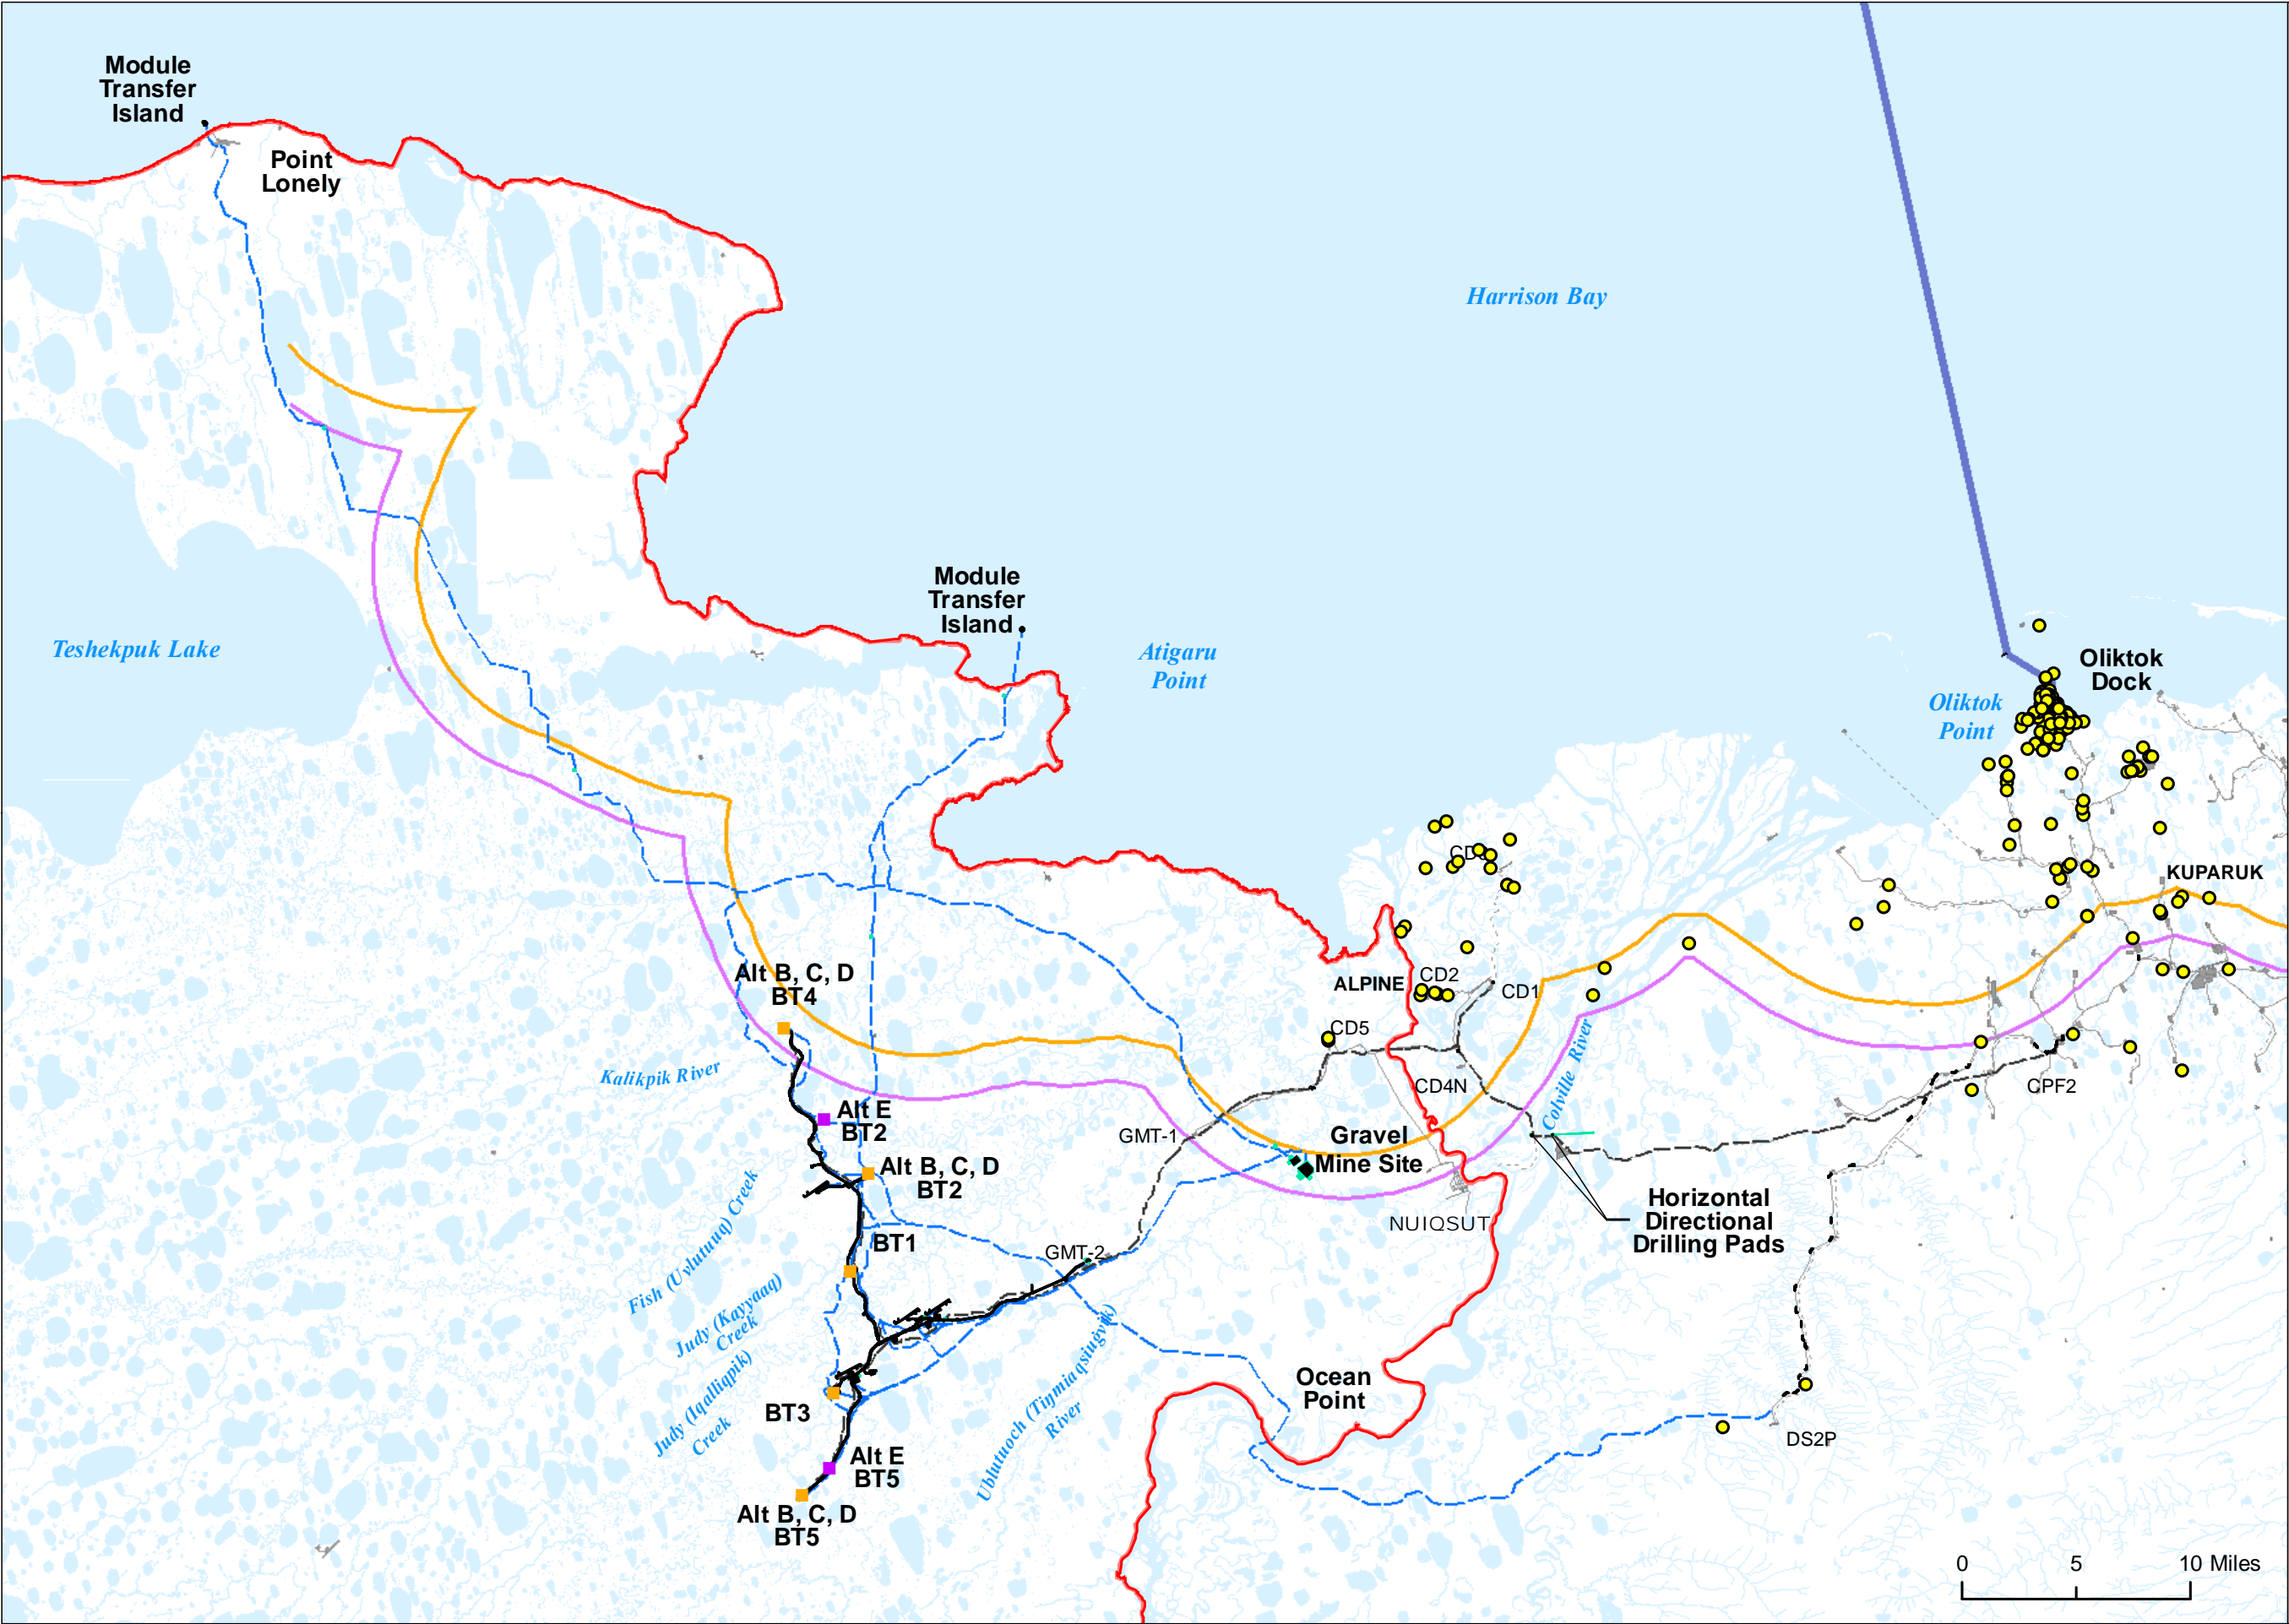 Module
Transfer
Island
Point
Lonely
Harrison Bay
Module
Transfer
Island
Teshekpuk Lake
Atigaru
Point
Oliktok
Dock
Oliktok
Point
KUPARUK
Alt B, C, D
BT4
ALPINE
CD2
CD1
CD5
Kalikpik River
CD4N
Colville River
CPF2
Alt E
BT2
GMT-1
Gravel
Mine Site
Alt B, C, D
BT2
Horizontal
Directional
Drilling Pads
NUIQSUT
Fish (Uvlutuuq) Creek
BT1
GMT-2
Judy (Kayyaaq)
Creek
Judy (Iqalliqpik)
Creek
Ublutuoch (Tiŋmiaqsiuġvik)
River
Ocean
Point
BT3
DS2P
Alt E
BT5
Alt B, C, D
BT5
0 5 10 Miles